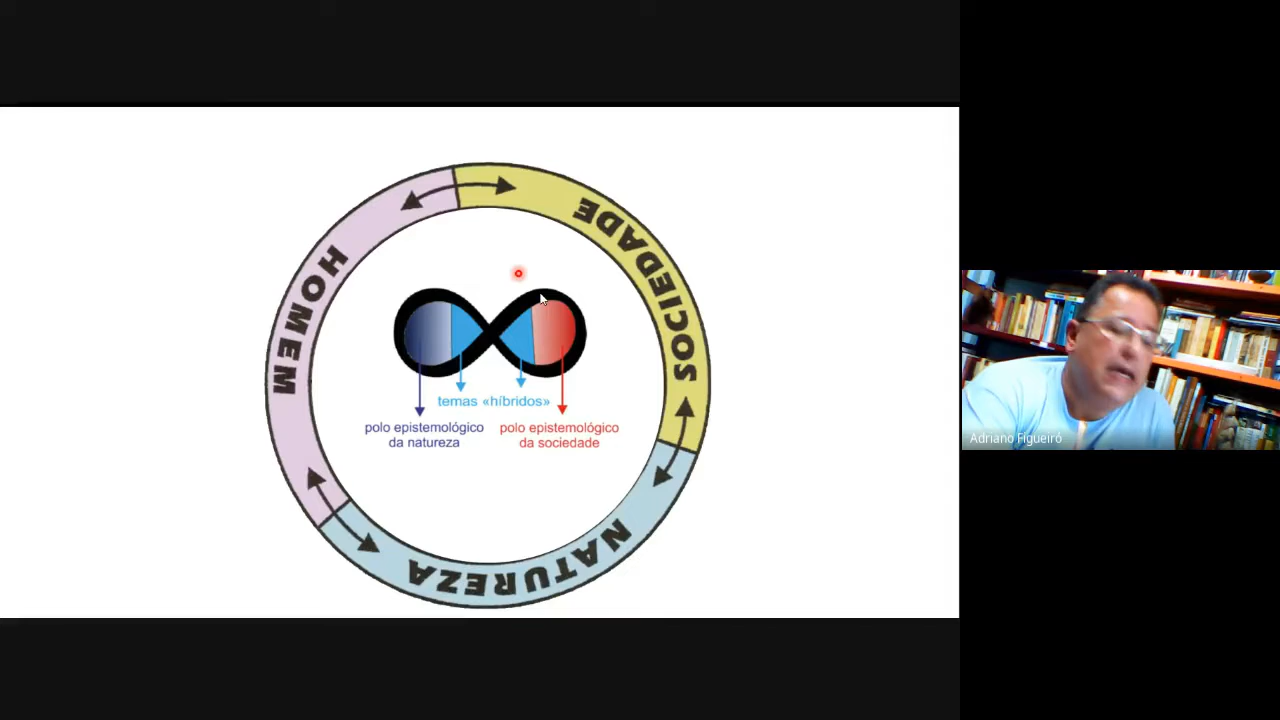 SOCIEDADE
HOMEM
NATUREZA
temas «híbridos»
polo epistemológico
da natureza
polo epistemológico
da sociedade
Adriano Figueiró